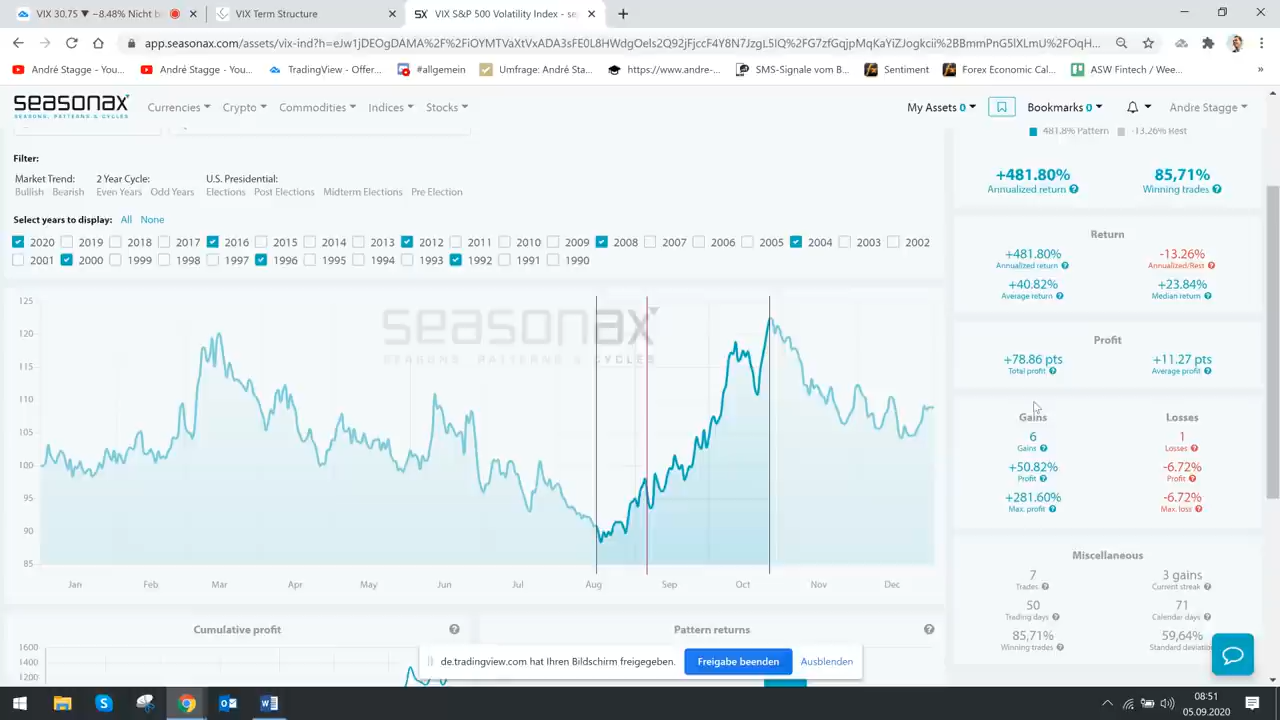 VIX 30.75 ▼ −8.48% Nicht b
VIX Term Structure
SX VIX S&P 500 Volatility Index - se
app.seasonax.com/assets/vix-ind?h=
André Stagge - You...
André Stagge - You...
TradingView - Offer...
#allgemein
Umfrage: André Sta...
https://www.andre-...
SMS-Signale vom B...
Sentiment
Forex Economic Cal...
ASW Fintech / Wee...
»
seasonax
SEASONS, PATTERNS & CYCLES
Currencies
Crypto
Commodities
Indices
Stocks
My Assets 0
Bookmarks 0
Andre Stagge
Filter:
Market Trend:
Bullish Bearish
2 Year Cycle:
Even Years Odd Years
U.S. Presidential:
Elections Post Elections Midterm Elections Pre Election
Select years to display: All None
2020 2019 2018 2017 2016 2015 2014 2013 2012 2011 2010 2009 2008 2007 2006 2005 2004 2003 2002
2001 2000 1999 1998 1997 1996 1995 1994 1993 1992 1991 1990
seasonax
SEASONS, PATTERNS & CYCLES
125
120
115
110
105
100
95
90
85
Jan Feb Mar Apr May Jun Jul Aug Sep Oct Nov Dec
481.8% Pattern -13.26% Rest
+481.80% 85,71%
Annualized return Winning trades
Return
+481.80% -13.26%
Annualized return Annualized Rest
+40.82% +23.84%
Average return Median return
Profit
+78.86 pts +11.27 pts
Total profit Average profit
Gains Losses
6 1
Gains Losses
+50.82% -6.72%
Profit Profit
+281.60% -6.72%
Max. profit Max. loss
Miscellaneous
7 3 gains
Trades Current streak
50 71
Trading days Calendar days
85,71% 59,64%
Winning trades Standard deviation
Cumulative profit
Pattern returns
1600
1400
1200
de.tradingview.com hat Ihren Bildschirm freigegeben.
Freigabe beenden
Ausblenden
08:51
05.09.2020